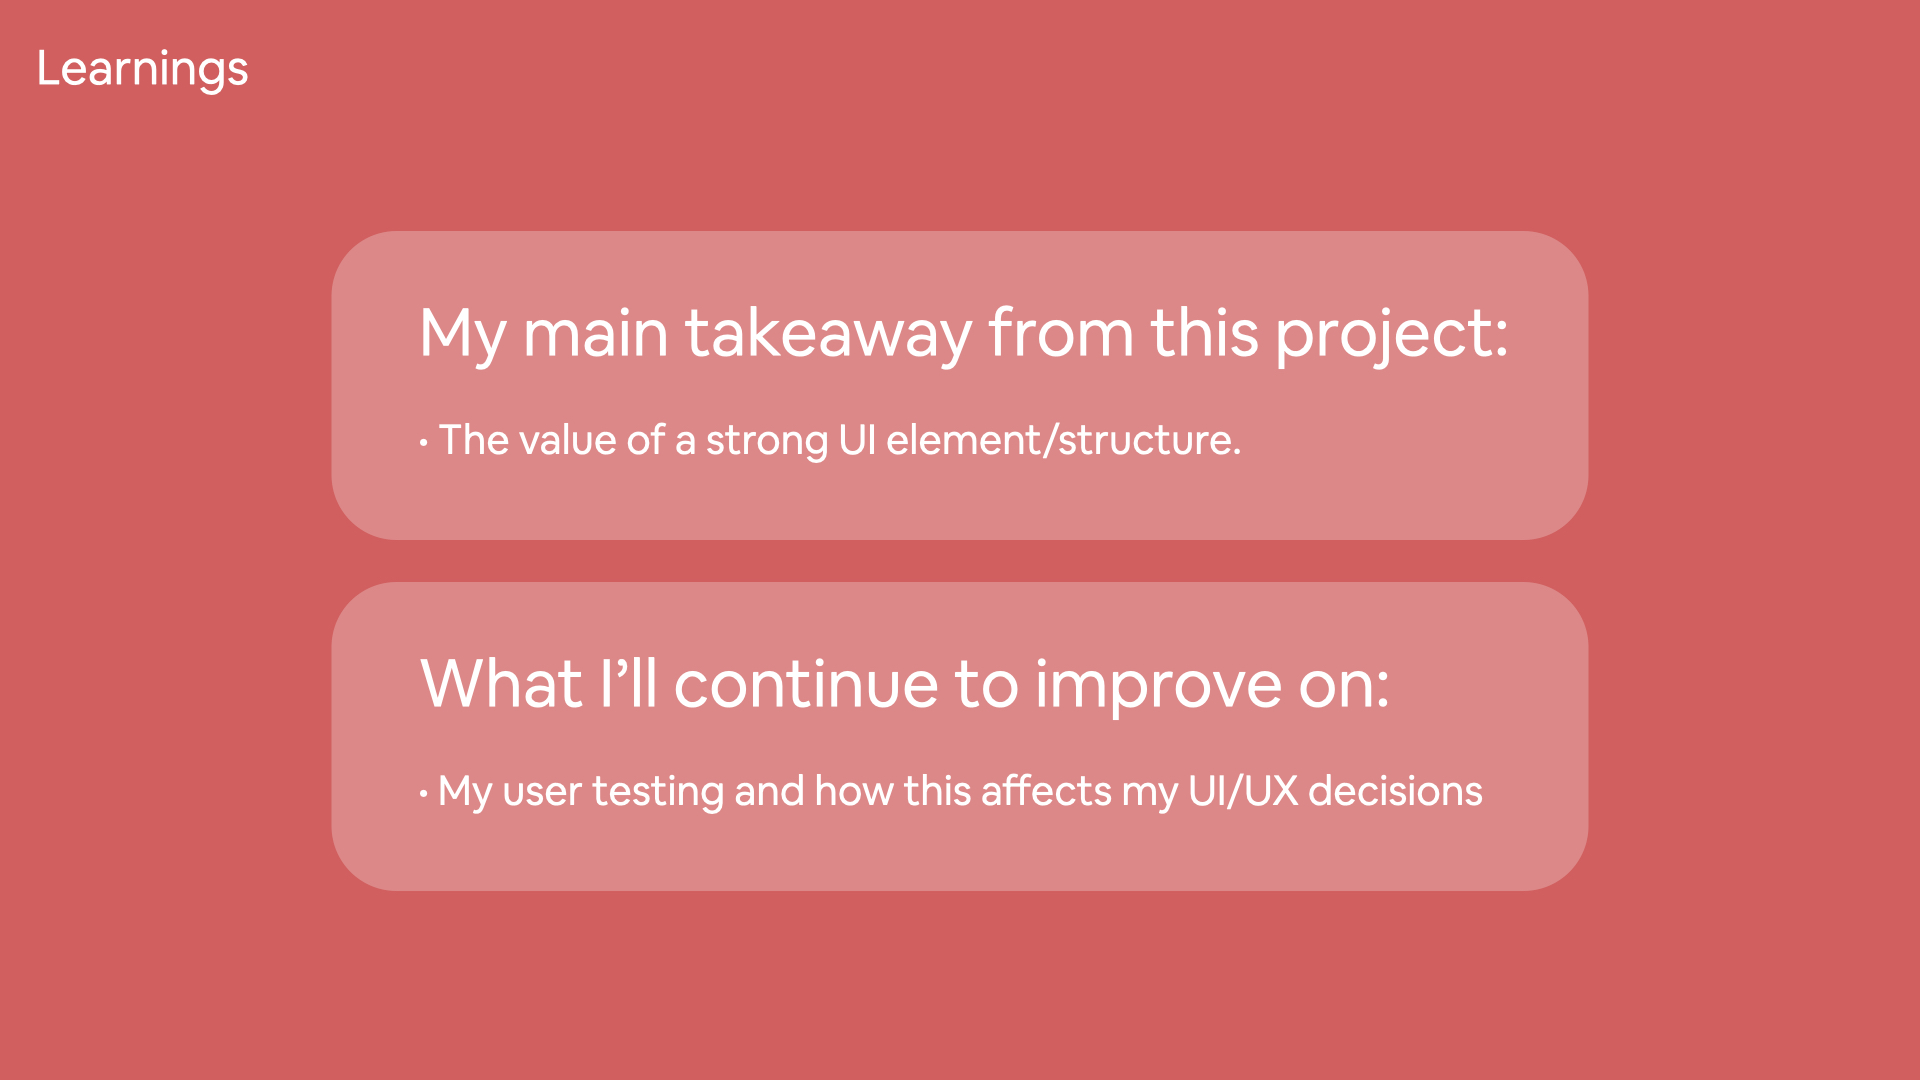 Learnings
My main takeaway from this project:
• The value of a strong UI element/structure.
What I’ll continue to improve on:
• My user testing and how this affects my UI/UX decisions